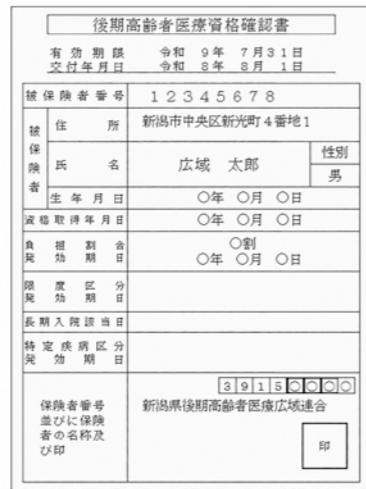 後期高齢者医療資格確認書
有効期限 令和 9年 7月31日
交付年月日 令和 8年 8月 1日
被保険者番号 12345678
被保険者
住所 新潟市中央区新光町4番地1
氏名 広域 太郎
性別
男
生年月日 ○年 ○月 ○日
資格取得年月日
負担割合 ○割
発効期日 ○年 ○月 ○日
限度区分
発効期日
長期入院該当日
特定疾病区分
発効期日
3915○○○○
保険者番号 新潟県後期高齢者医療広域連合
並びに保険
者の名称及
び印
印